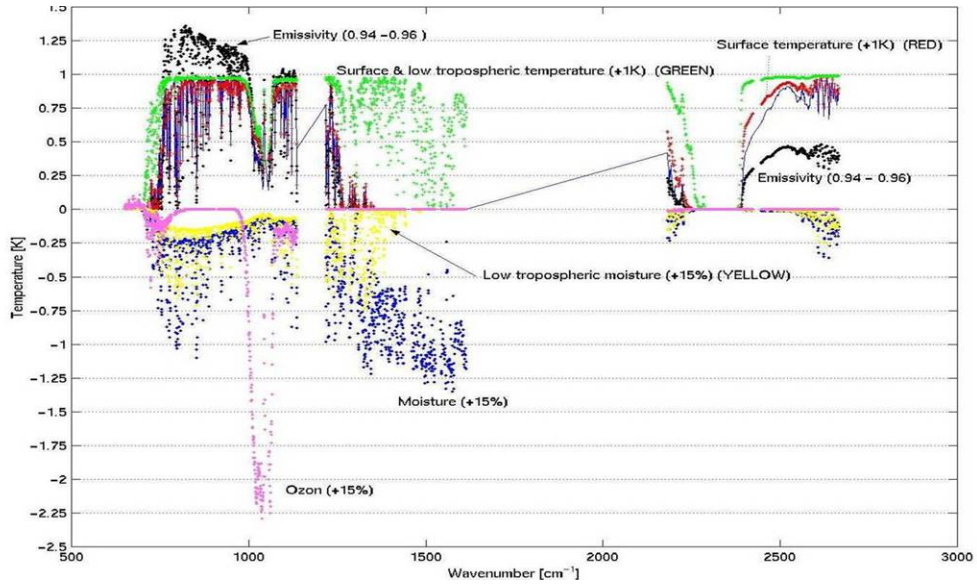 1.5
1.25
1
0.75
0.5
0.25
0
−0.25
−0.5
−0.75
−1
−1.25
−1.5
−1.75
−2
−2.25
−2.5
Temperature [K]
Emissivity (0.94 −0.96 )
Surface temperature (+1K) (RED)
Surface & low tropospheric temperature (+1K) (GREEN)
Emissivity (0.94 − 0.96)
Low tropospheric moisture (+15%) (YELLOW)
Moisture (+15%)
Ozon (+15%)
500
1000
1500
2000
2500
3000
Wavenumber [cm⁻¹]